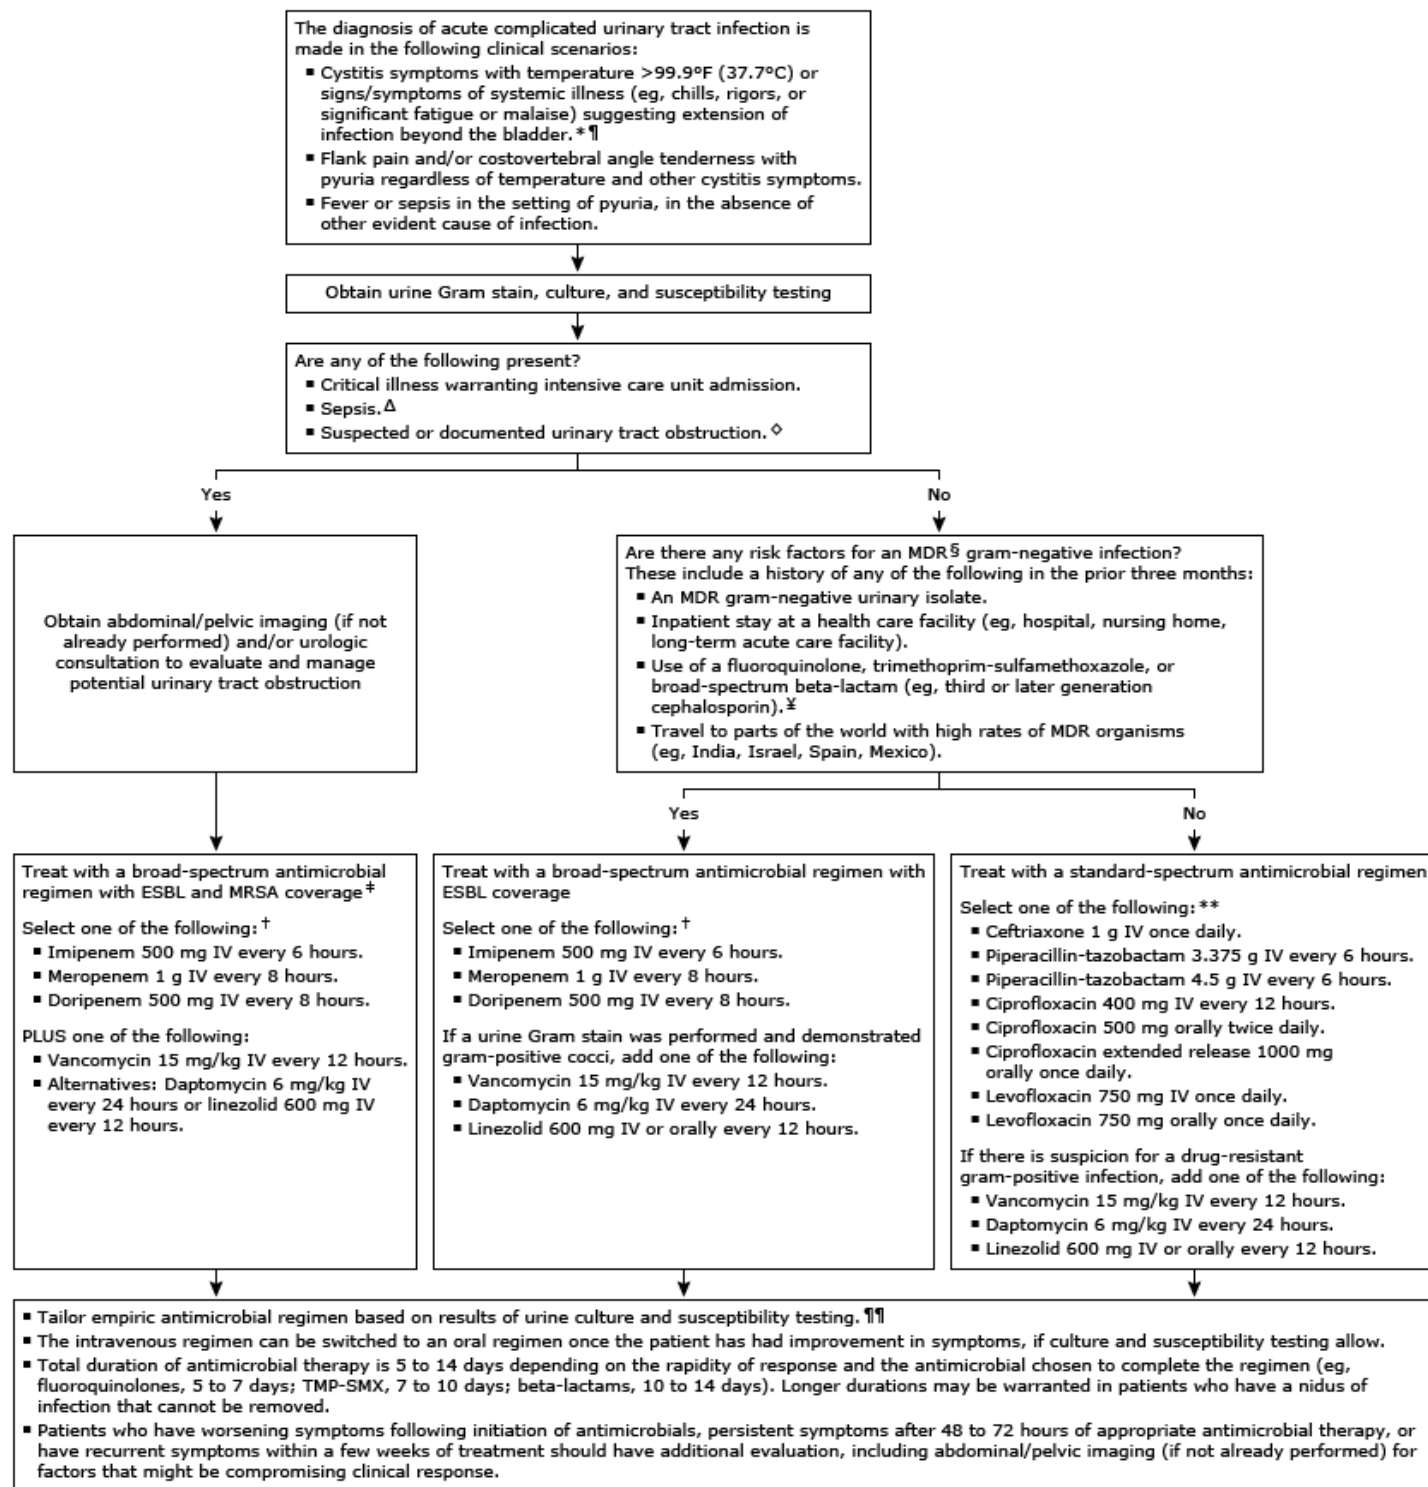 The diagnosis of acute complicated urinary tract infection is
made in the following clinical scenarios:
▪ Cystitis symptoms with temperature >99.9°F (37.7°C) or
signs/symptoms of systemic illness (eg, chills, rigors, or
significant fatigue or malaise) suggesting extension of
infection beyond the bladder.*¶
▪ Flank pain and/or costovertebral angle tenderness with
pyuria regardless of temperature and other cystitis symptoms.
▪ Fever or sepsis in the setting of pyuria, in the absence of
other evident cause of infection.
Obtain urine Gram stain, culture, and susceptibility testing
Are any of the following present?
▪ Critical illness warranting intensive care unit admission.
▪ Sepsis.Δ
▪ Suspected or documented urinary tract obstruction.◇
Yes
No
Obtain abdominal/pelvic imaging (if not
already performed) and/or urologic
consultation to evaluate and manage
potential urinary tract obstruction
Are there any risk factors for an MDR§ gram-negative infection?
These include a history of any of the following in the prior three months:
▪ An MDR gram-negative urinary isolate.
▪ Inpatient stay at a health care facility (eg, hospital, nursing home,
long-term acute care facility).
▪ Use of a fluoroquinolone, trimethoprim-sulfamethoxazole, or
broad-spectrum beta-lactam (eg, third or later generation
cephalosporin).¥
▪ Travel to parts of the world with high rates of MDR organisms
(eg, India, Israel, Spain, Mexico).
Yes
No
Treat with a broad-spectrum antimicrobial
regimen with ESBL and MRSA coverage‡
Select one of the following:†
▪ Imipenem 500 mg IV every 6 hours.
▪ Meropenem 1 g IV every 8 hours.
▪ Doripenem 500 mg IV every 8 hours.
PLUS one of the following:
▪ Vancomycin 15 mg/kg IV every 12 hours.
▪ Alternatives: Daptomycin 6 mg/kg IV
every 24 hours or linezolid 600 mg IV
every 12 hours.
Treat with a broad-spectrum antimicrobial regimen with
ESBL coverage
Select one of the following:†
▪ Imipenem 500 mg IV every 6 hours.
▪ Meropenem 1 g IV every 8 hours.
▪ Doripenem 500 mg IV every 8 hours.
If a urine Gram stain was performed and demonstrated
gram-positive cocci, add one of the following:
▪ Vancomycin 15 mg/kg IV every 12 hours.
▪ Daptomycin 6 mg/kg IV every 24 hours.
▪ Linezolid 600 mg IV or orally every 12 hours.
Treat with a standard-spectrum antimicrobial regimen
Select one of the following:**
▪ Ceftriaxone 1 g IV once daily.
▪ Piperacillin-tazobactam 3.375 g IV every 6 hours.
▪ Piperacillin-tazobactam 4.5 g IV every 6 hours.
▪ Ciprofloxacin 400 mg IV every 12 hours.
▪ Ciprofloxacin 500 mg orally twice daily.
▪ Ciprofloxacin extended release 1000 mg
orally once daily.
▪ Levofloxacin 750 mg IV once daily.
▪ Levofloxacin 750 mg orally once daily.
If there is suspicion for a drug-resistant
gram-positive infection, add one of the following:
▪ Vancomycin 15 mg/kg IV every 12 hours.
▪ Daptomycin 6 mg/kg IV every 24 hours.
▪ Linezolid 600 mg IV or orally every 12 hours.
▪ Tailor empiric antimicrobial regimen based on results of urine culture and susceptibility testing.¶¶
▪ The intravenous regimen can be switched to an oral regimen once the patient has had improvement in symptoms, if culture and susceptibility testing allow.
▪ Total duration of antimicrobial therapy is 5 to 14 days depending on the rapidity of response and the antimicrobial chosen to complete the regimen (eg,
fluoroquinolones, 5 to 7 days; TMP-SMX, 7 to 10 days; beta-lactams, 10 to 14 days). Longer durations may be warranted in patients who have a nidus of
infection that cannot be removed.
▪ Patients who have worsening symptoms following initiation of antimicrobials, persistent symptoms after 48 to 72 hours of appropriate antimicrobial therapy, or
have recurrent symptoms within a few weeks of treatment should have additional evaluation, including abdominal/pelvic imaging (if not already performed) for
factors that might be compromising clinical response.